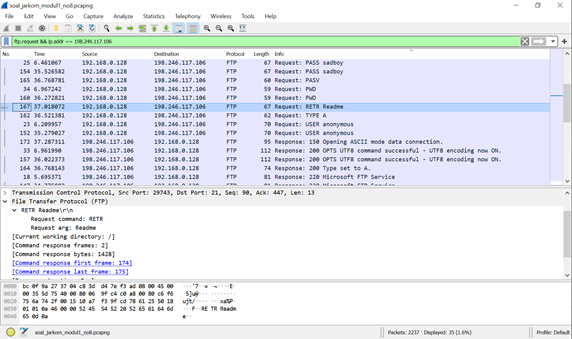 soal_jarkom_modul1_no8.pcapng
File Edit View Go Capture Analyze Statistics Telephony Wireless Tools Help
ftp.request && ip.addr == 198.246.117.106
No. Time Source Destination Protocol Length Info
25 6.461067 192.168.0.128 198.246.117.106 FTP 67 Request: PASS sadboy
154 35.526582 192.168.0.128 198.246.117.106 FTP 67 Request: PASS sadboy
165 36.768781 192.168.0.128 198.246.117.106 FTP 60 Request: PASV
34 6.967242 192.168.0.128 198.246.117.106 FTP 59 Request: PWD
160 36.272821 192.168.0.128 198.246.117.106 FTP 59 Request: PWD
167 37.018072 192.168.0.128 198.246.117.106 FTP 67 Request: RETR Readme
162 36.521381 192.168.0.128 198.246.117.106 FTP 62 Request: TYPE A
23 6.209957 192.168.0.128 198.246.117.106 FTP 70 Request: USER anonymous
152 35.279027 192.168.0.128 198.246.117.106 FTP 70 Request: USER anonymous
172 37.287311 198.246.117.106 192.168.0.128 FTP 95 Response: 150 Opening ASCII mode data connection.
33 6.961990 198.246.117.106 192.168.0.128 FTP 112 Response: 200 OPTS UTF8 command successful - UTF8 encoding now ON.
157 36.022373 198.246.117.106 192.168.0.128 FTP 112 Response: 200 OPTS UTF8 command successful - UTF8 encoding now ON.
164 36.768143 198.246.117.106 192.168.0.128 FTP 74 Response: 200 Type set to A.
18 5.695371 198.246.117.106 192.168.0.128 FTP 81 Response: 220 Microsoft FTP Service
Transmission Control Protocol, Src Port: 29743, Dst Port: 21, Seq: 90, Ack: 447, Len: 13
File Transfer Protocol (FTP)
RETR Readme\r\n
Request command: RETR
Request arg: Readme
[Current working directory: /]
[Command response frames: 2]
[Command response bytes: 1428]
[Command response first frame: 174]
[Command response last frame: 175]
0000 bc 0f 9a 27 37 04 c8 3d d4 7e f3 ad 08 00 45 00
0010 00 35 5d 75 40 00 80 06 9f c4 c0 a8 00 80 c6 f6
0020 75 6a 74 2f 00 15 10 a7 f3 9f cd 78 61 25 50 18
0030 01 01 0a 46 00 00 52 45 54 52 20 52 65 61 64 6d
0040 65 0d 0a
soal_jarkom_modul1_no8.pcapng Packets: 2237 · Displayed: 35 (1.6%) Profile: Default